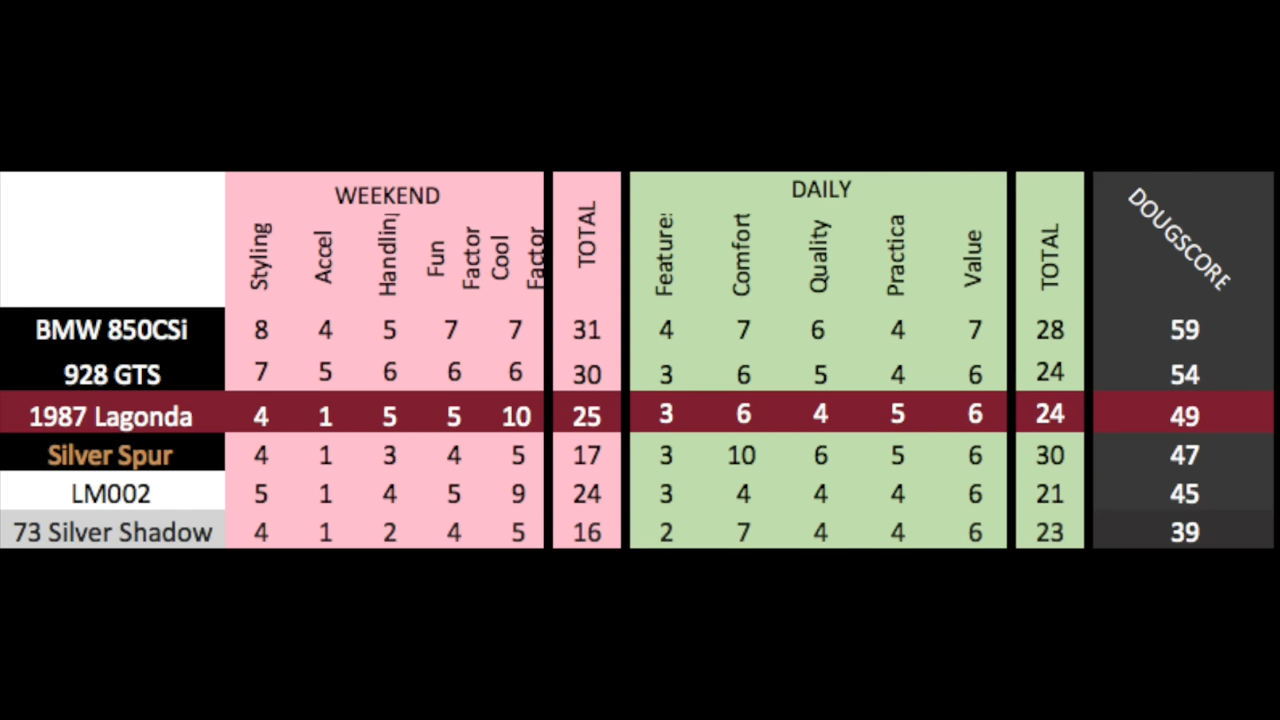 WEEKEND DAILY
Styling Accel Handlin Fun Factor Cool Factor TOTAL Feature Comfort Quality Practica Value TOTAL DOUGSCORE
BMW 850CSi 8 4 5 7 7 31 4 7 6 4 7 28 59
928 GTS 7 5 6 6 6 30 3 6 5 4 6 24 54
1987 Lagonda 4 1 5 5 10 25 3 6 4 5 6 24 49
Silver Spur 4 1 3 4 5 17 3 10 6 5 6 30 47
LM002 5 1 4 5 9 24 3 4 4 4 6 21 45
73 Silver Shadow 4 1 2 4 5 16 2 7 4 4 6 23 39